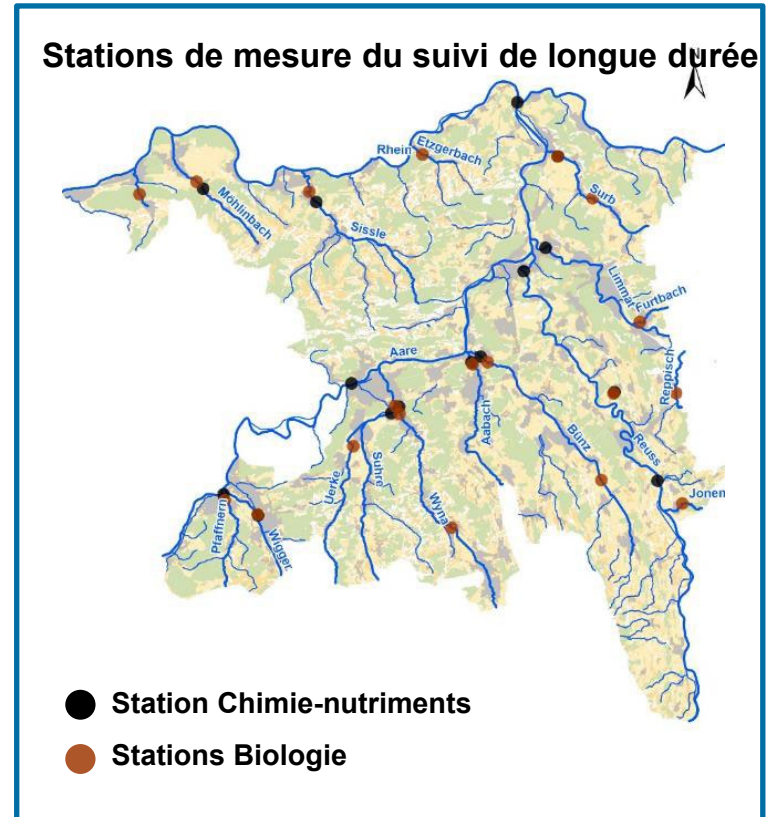 Stations de mesure du suivi de longue durée
Rhein
Etzgerbach
Möhlinbach
Sissle
Surb
Limmat
Furtbach
Reppisch
Aare
Aabach
Bünz
Reuss
Jonen
Uerke
Suhre
Wyna
Pfaffnern
Wigger
Station Chimie-nutriments
Stations Biologie